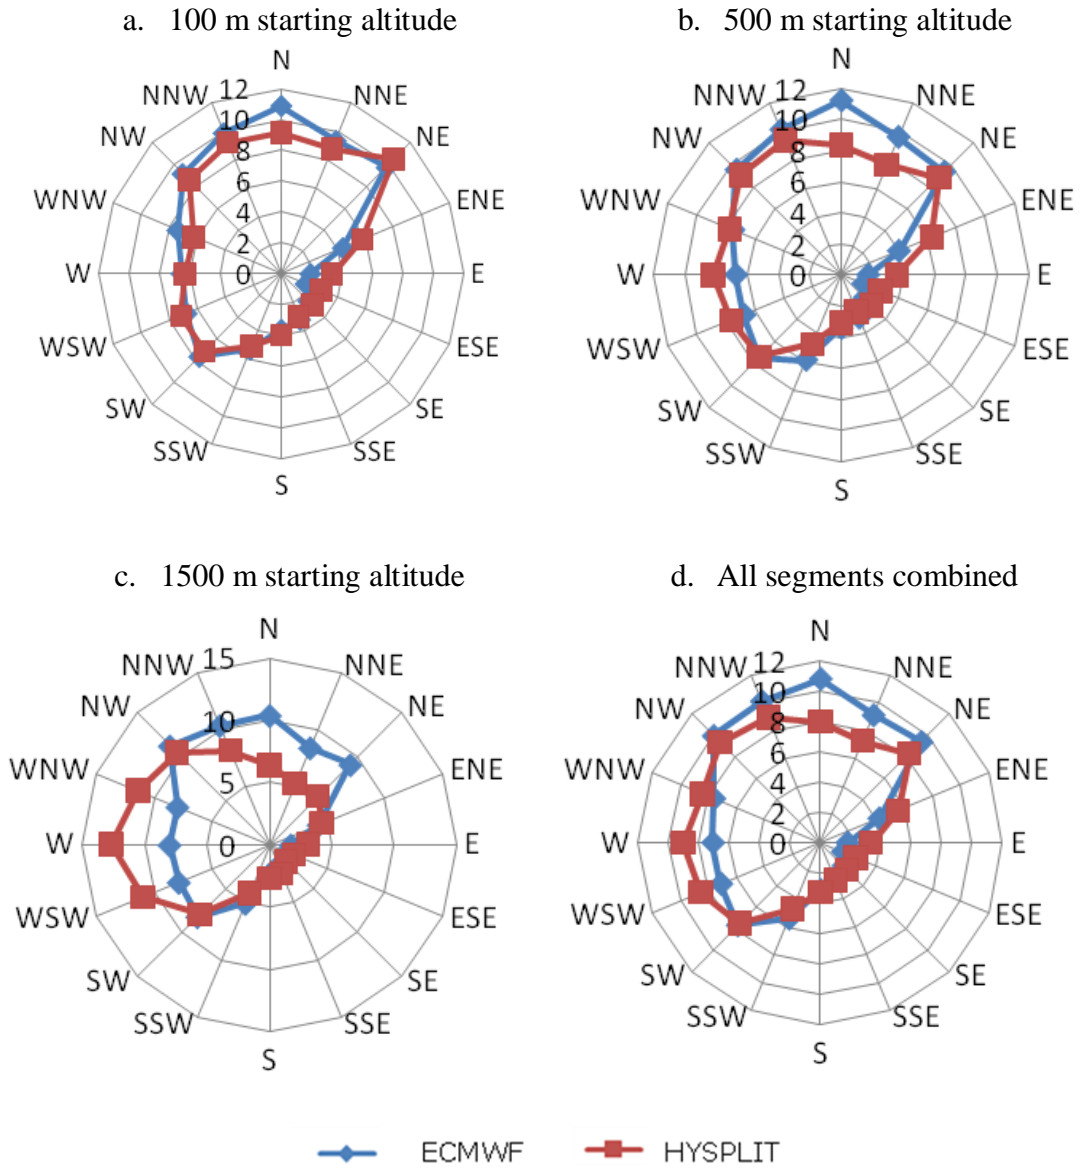 a. 100 m starting altitude
N
NNE
NE
ENE
E
ESE
SE
SSE
S
SSW
SW
WSW
W
WNW
NW
NNW
12
10
8
6
4
2
0
b. 500 m starting altitude
N
NNE
NE
ENE
E
ESE
SE
SSE
S
SSW
SW
WSW
W
WNW
NW
NNW
12
10
8
6
4
2
0
c. 1500 m starting altitude
N
NNE
NE
ENE
E
ESE
SE
SSE
S
SSW
SW
WSW
W
WNW
NW
NNW
15
10
5
0
d. All segments combined
N
NNE
NE
ENE
E
ESE
SE
SSE
S
SSW
SW
WSW
W
WNW
NW
NNW
12
10
8
6
4
2
0
ECMWF HYSPLIT